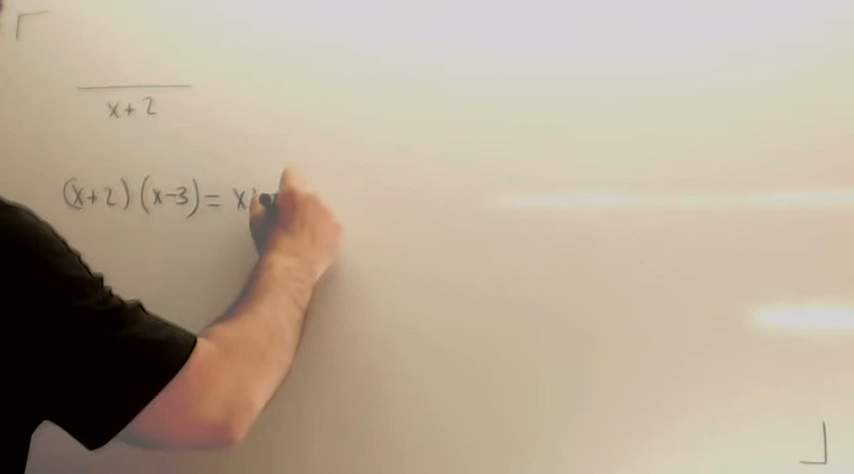 x+2
(x+2)(x-3)= x